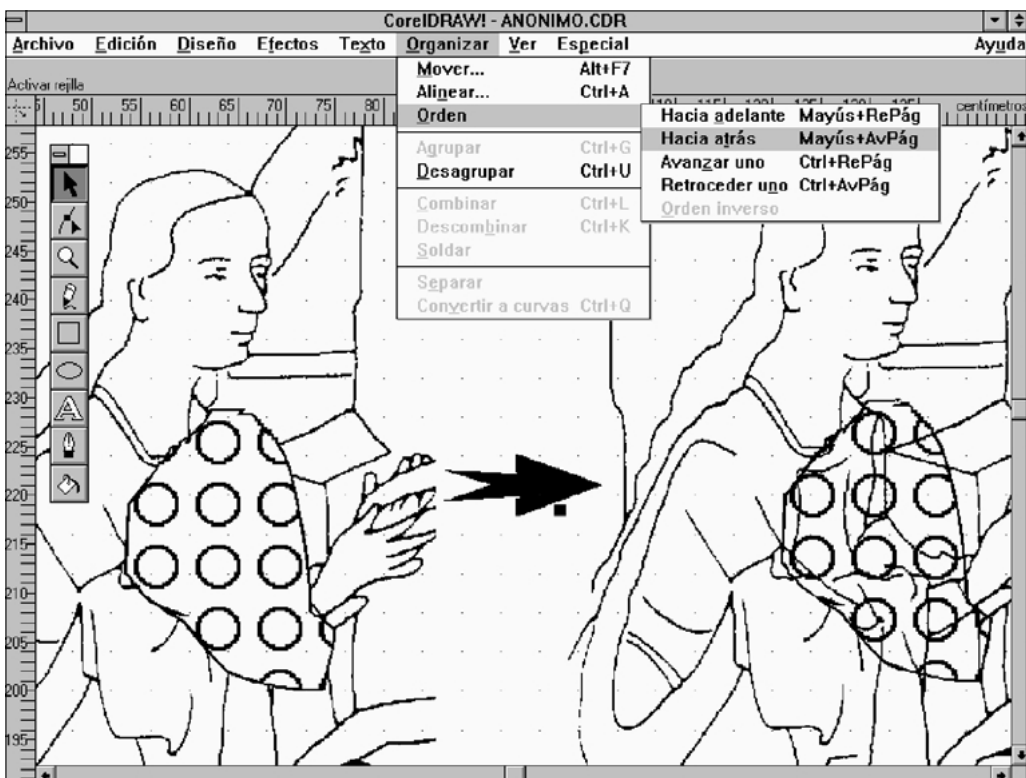 CorelDRAW! - ANONIMO.CDR
Archivo Edición Diseño Efectos Texto Organizar Ver Especial Ayuda
Activar rejilla
Mover... Alt+F7
Alinear... Ctrl+A
Orden
Agrupar Ctrl+G
Desagrupar Ctrl+U
Combinar Ctrl+L
Descombinar Ctrl+K
Soldar
Separar
Convertir a curvas Ctrl+Q
Hacia adelante Mayús+RePág
Hacia atrás Mayús+AvPág
Avanzar uno Ctrl+RePág
Retroceder uno Ctrl+AvPág
Orden inverso
50 55 60 65 70 75 80 centímetros
255
250
245
240
235
230
225
220
215
210
205
200
195
A